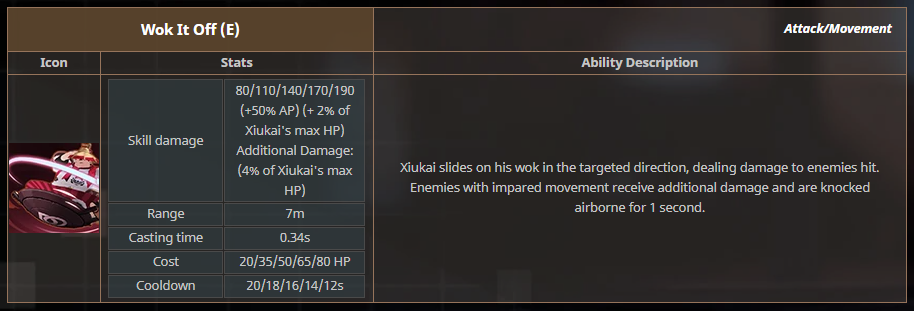 Wok It Off (E)
Attack/Movement
Icon
Stats
Ability Description
Skill damage
80/110/140/170/190
(+50% AP) (+ 2% of
Xiukai's max HP)
Additional Damage:
(4% of Xiukai's max
HP)
Range
7m
Casting time
0.34s
Cost
20/35/50/65/80 HP
Cooldown
20/18/16/14/12s
Xiukai slides on his wok in the targeted direction, dealing damage to enemies hit.
Enemies with impared movement receive additional damage and are knocked
airborne for 1 second.